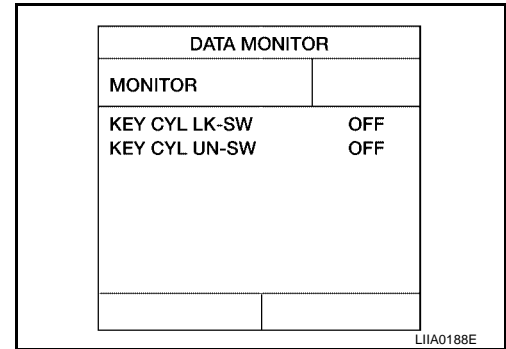 DATA MONITOR
MONITOR
KEY CYL LK-SW OFF
KEY CYL UN-SW OFF
LIIA0188E